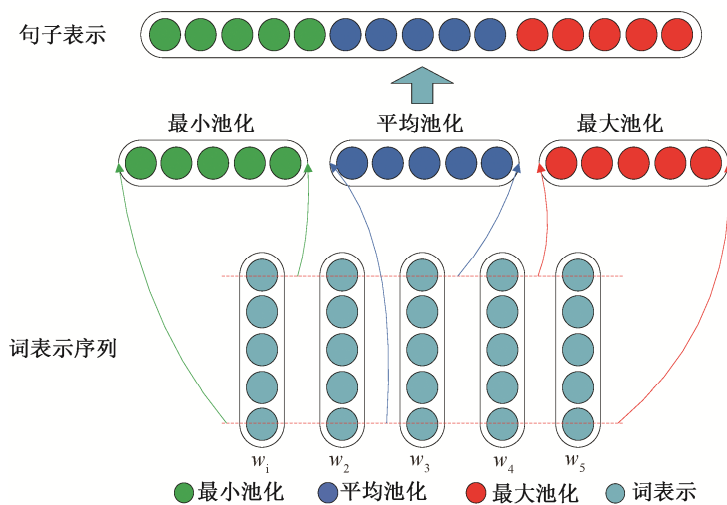 句子表示
最小池化 平均池化 最大池化
词表示序列
wi w2 w3 w4 w5
最小池化 平均池化 最大池化 词表示